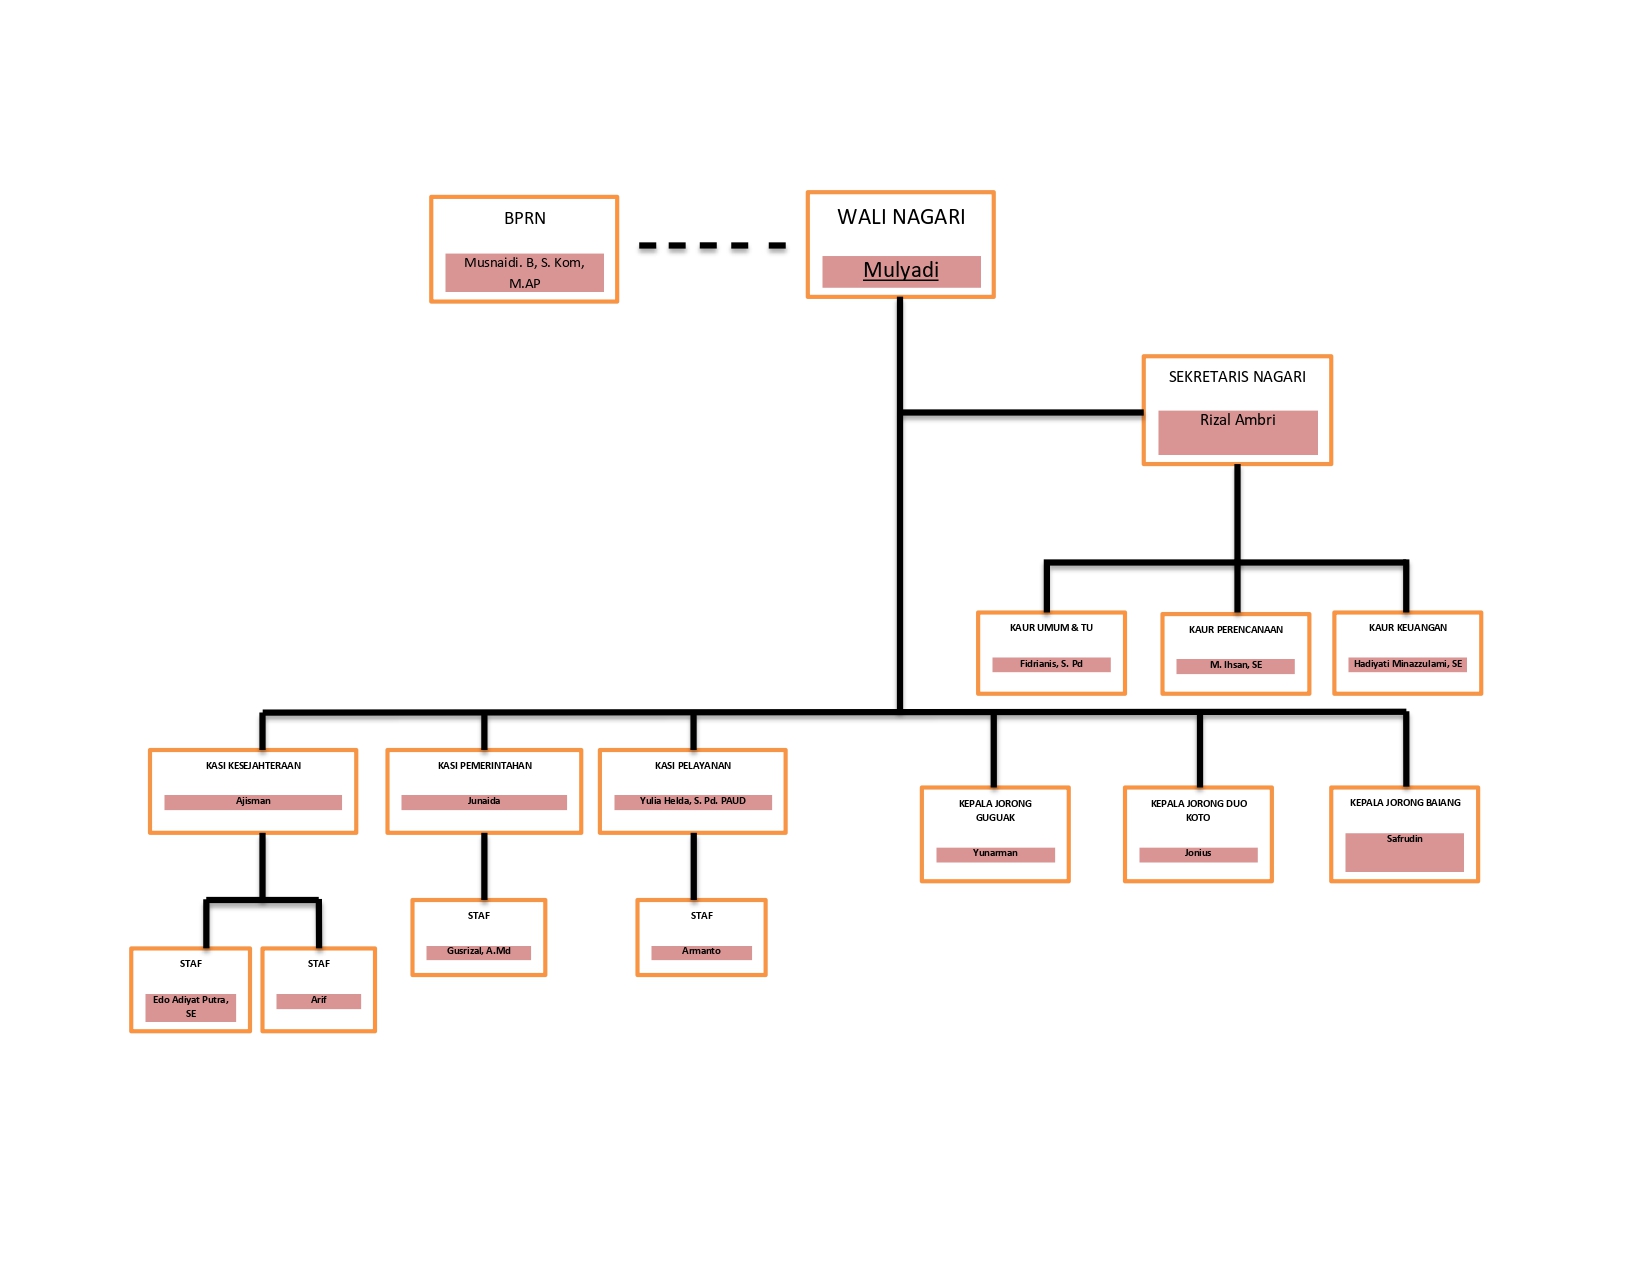 BPRN
Musnaidi. B, S. Kom,
M.AP
WALI NAGARI
Mulyadi
SEKRETARIS NAGARI
Rizal Ambri
KAUR UMUM & TU
Fidrianis, S. Pd
KAUR PERENCANAAN
M. Ihsan, SE
KAUR KEUANGAN
Hadiyati Minazzulami, SE
KASI KESEJAHTERAAN
Ajisman
KASI PEMERINTAHAN
Junaida
KASI PELAYANAN
Yulia Helda, S. Pd. PAUD
KEPALA JORONG
GUGUAK
Yunarman
KEPALA JORONG DUO
KOTO
Jonius
KEPALA JORONG BAIANG
Safrudin
STAF
Edo Adiyat Putra,
SE
STAF
Arif
STAF
Gusrizal, A.Md
STAF
Armanto